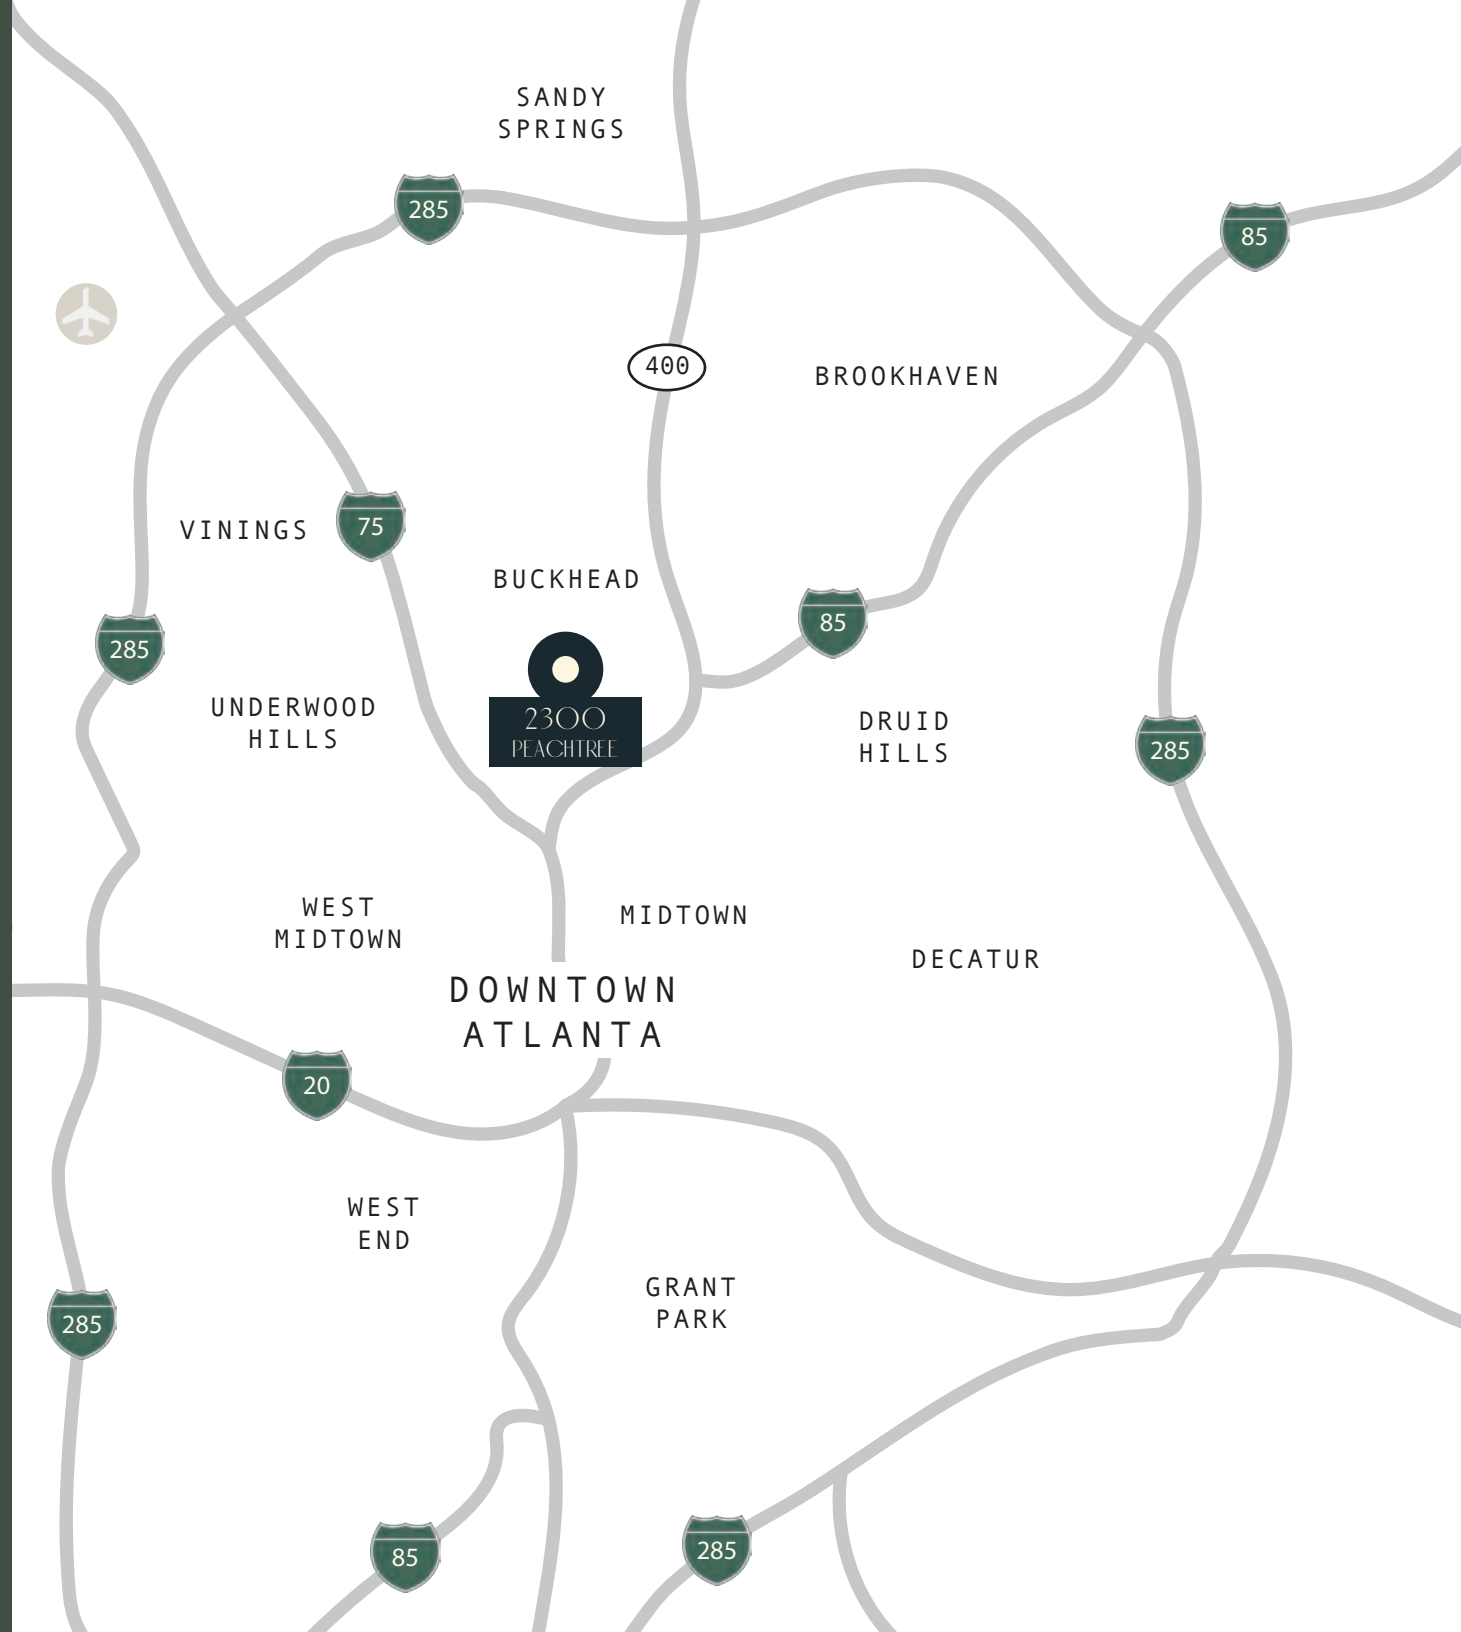 SANDY
SPRINGS
285
85
400
BROOKHAVEN
75
VININGS
BUCKHEAD
85
285
2300
PEACHTREE
UNDERWOOD
HILLS
DRUID
HILLS
285
WEST
MIDTOWN
MIDTOWN
DECATUR
DOWNTOWN
ATLANTA
20
WEST
END
GRANT
PARK
285
85
285